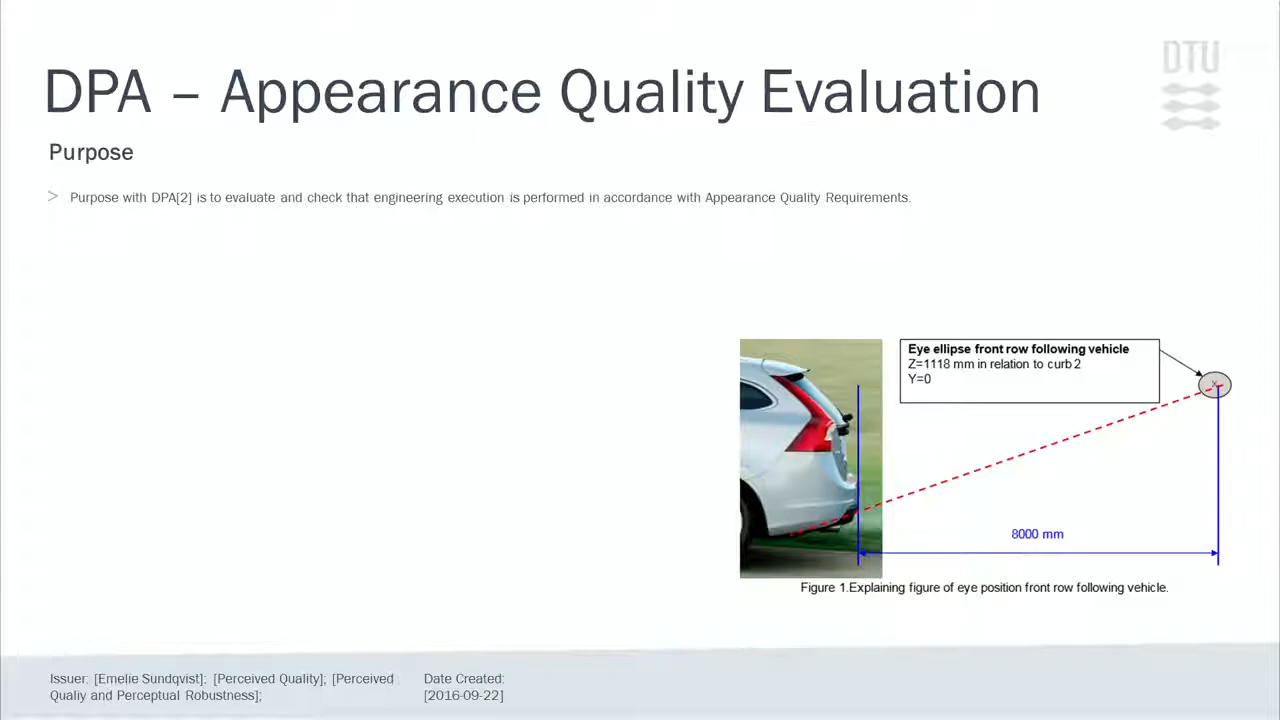 DTU
DPA – Appearance Quality Evaluation
Purpose
> Purpose with DPA[2] is to evaluate and check that engineering execution is performed in accordance with Appearance Quality Requirements.
Eye ellipse front row following vehicle
Z=1118 mm in relation to curb 2
Y=0
8000 mm
Figure 1.Explaining figure of eye position front row following vehicle.
Issuer: [Emelie Sundqvist]; [Perceived Quality]; [Perceived
Qualiy and Perceptual Robustness];
Date Created:
[2016-09-22]